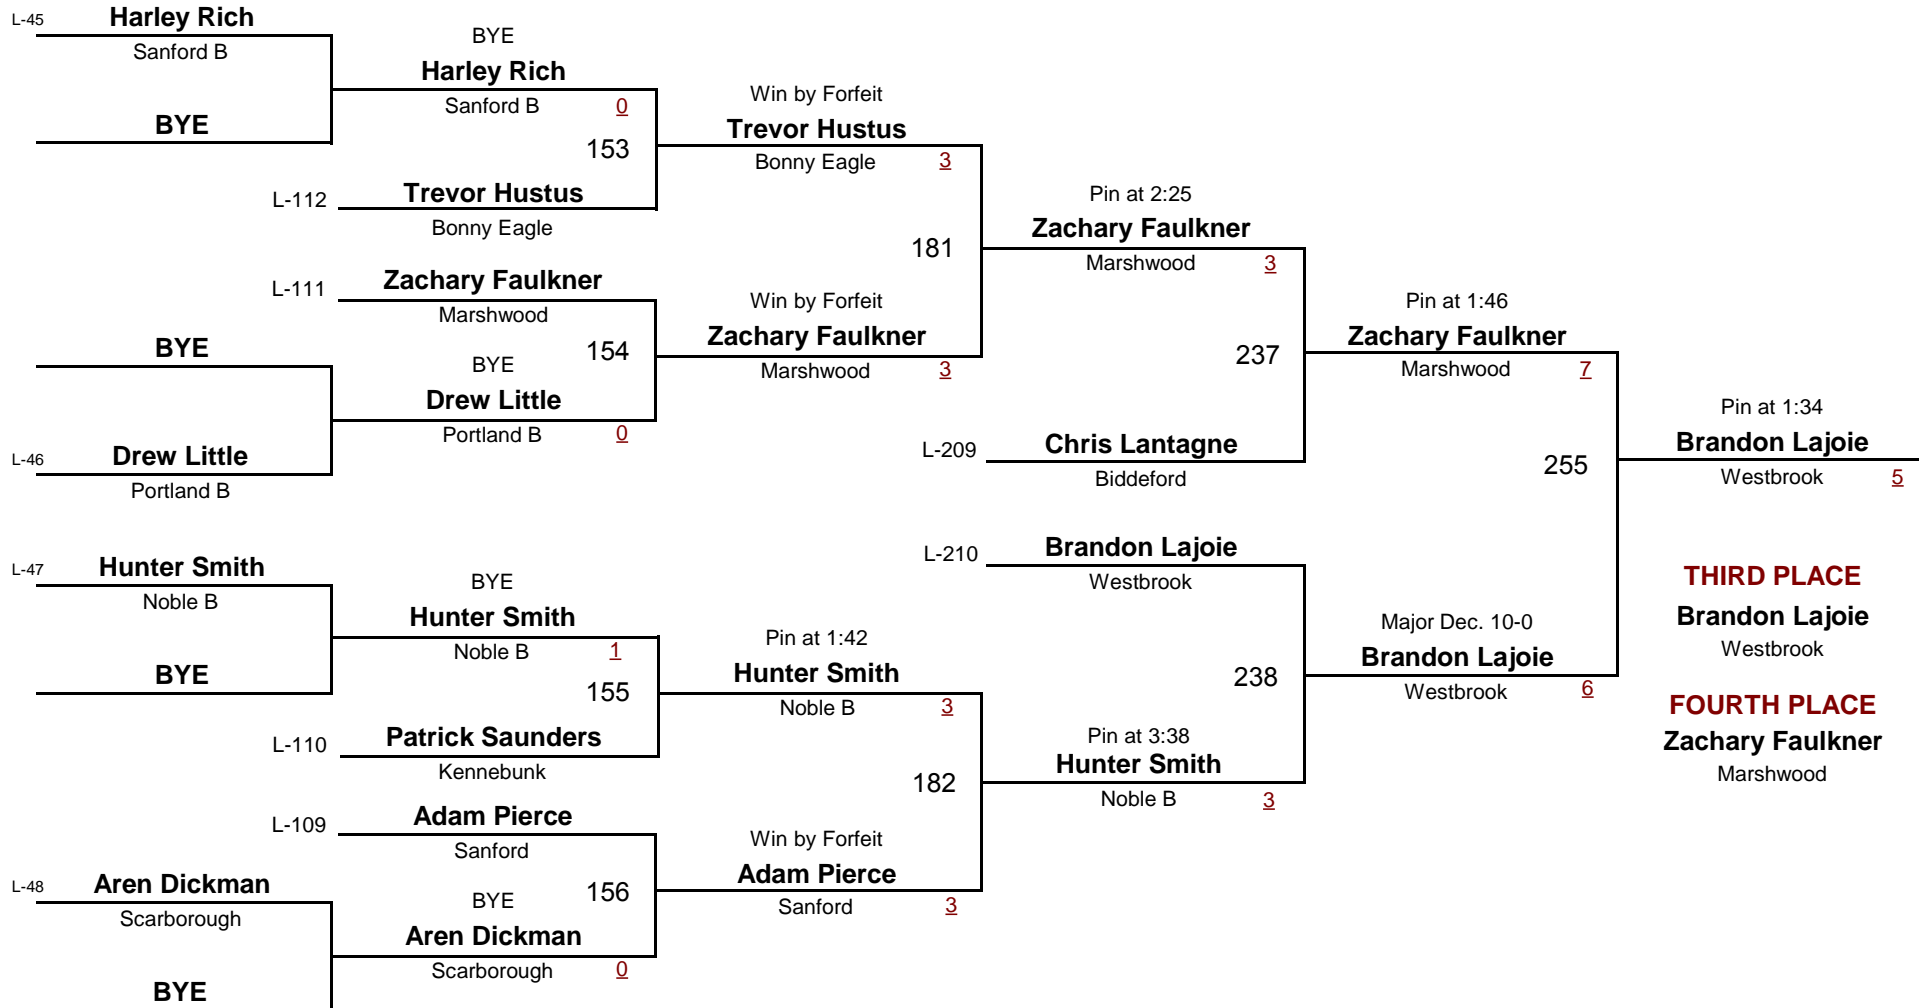 L-45 Harley Rich
Sanford B
BYE
BYE
Harley Rich
Sanford B 0
153
L-112 Trevor Hustus
Bonny Eagle
Win by Forfeit
Trevor Hustus
Bonny Eagle 3
L-111 Zachary Faulkner
Marshwood
BYE
154
BYE
Drew Little
Portland B 0
L-46 Drew Little
Portland B
Win by Forfeit
Zachary Faulkner
Marshwood 3
181
Pin at 2:25
Zachary Faulkner
Marshwood 3
237
L-209 Chris Lantagne
Biddeford
Pin at 1:46
Zachary Faulkner
Marshwood 7
255
Pin at 1:34
Brandon Lajoie
Westbrook 5
L-47 Hunter Smith
Noble B
BYE
BYE
Hunter Smith
Noble B 1
155
L-110 Patrick Saunders
Kennebunk
Pin at 1:42
Hunter Smith
Noble B 3
L-109 Adam Pierce
Sanford
156
L-48 Aren Dickman
Scarborough
BYE
BYE
Aren Dickman
Scarborough 0
Win by Forfeit
Adam Pierce
Sanford 3
182
Pin at 3:38
Hunter Smith
Noble B 3
L-210 Brandon Lajoie
Westbrook
238
Major Dec. 10-0
Brandon Lajoie
Westbrook 6
THIRD PLACE
Brandon Lajoie
Westbrook
FOURTH PLACE
Zachary Faulkner
Marshwood